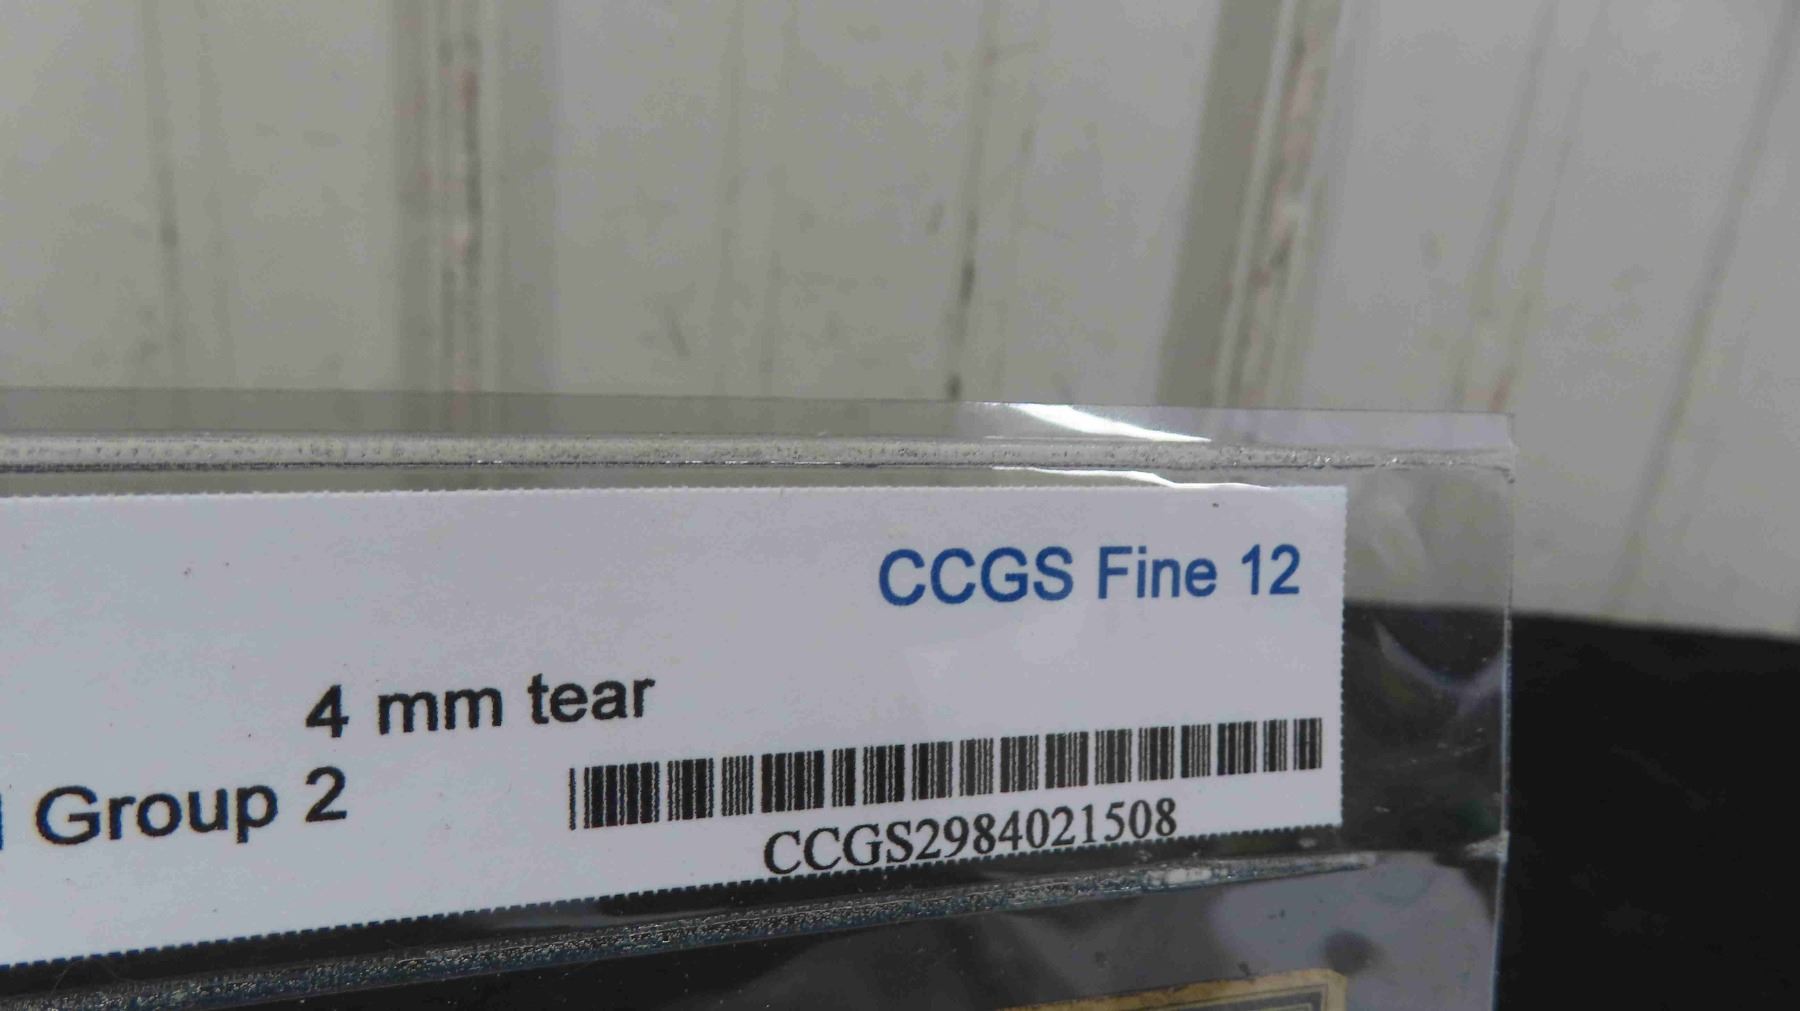 CCGS Fine 12
4 mm tear
Group 2
CCGS2984021508